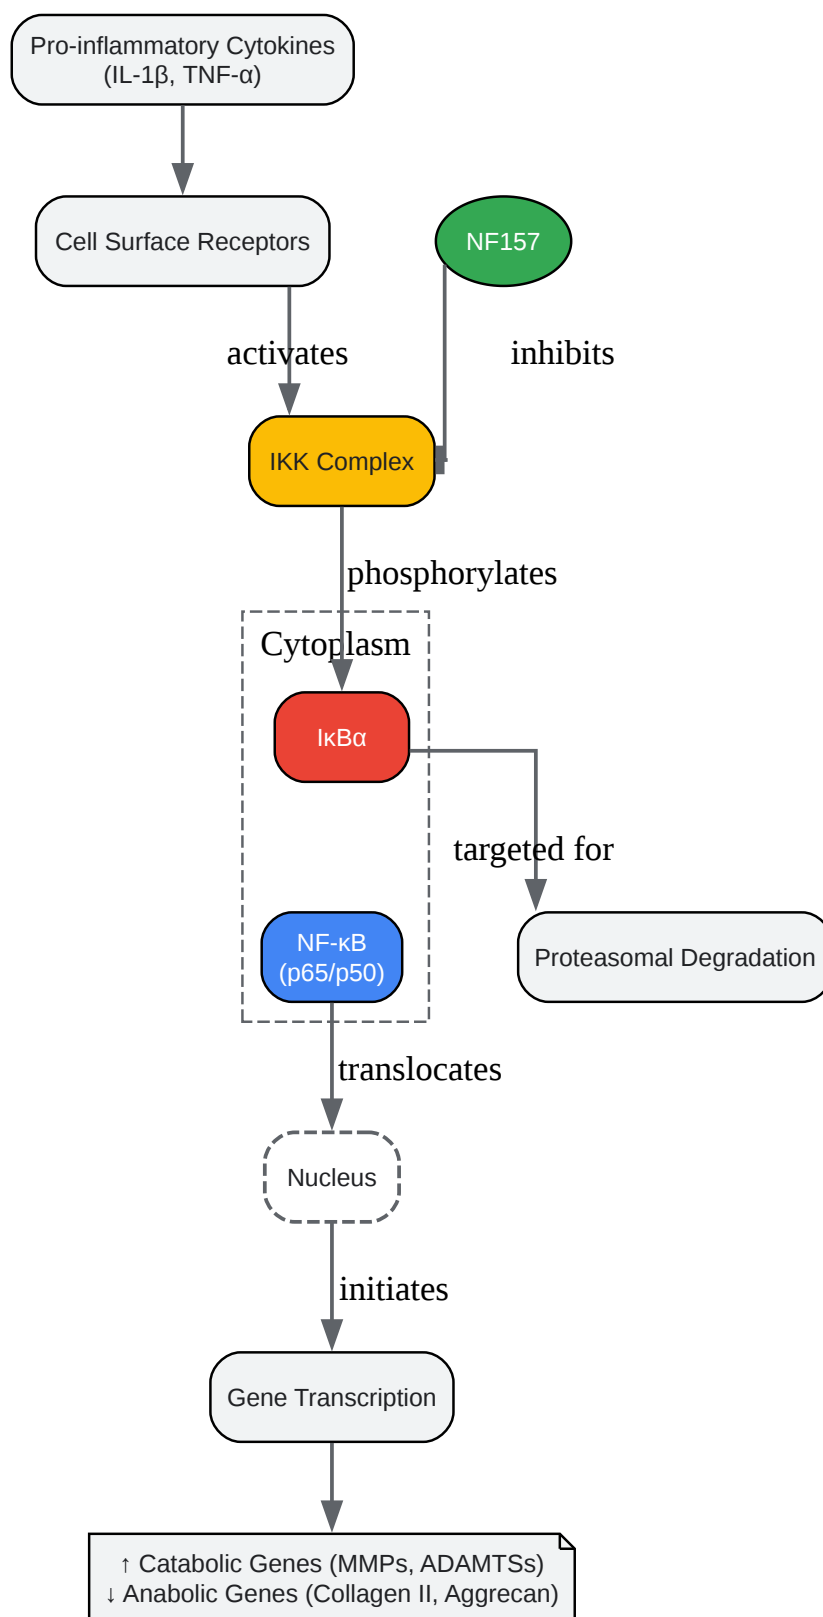 Pro-inflammatory Cytokines
(IL-1β, TNF-α)
Cell Surface Receptors
NF157
activates
inhibits
IKK Complex
phosphorylates
Cytoplasm
IκBα
targeted for
NF-κB
(p65/p50)
Proteasomal Degradation
translocates
Nucleus
initiates
Gene Transcription
↑ Catabolic Genes (MMPs, ADAMTSs)
↓ Anabolic Genes (Collagen II, Aggrecan)